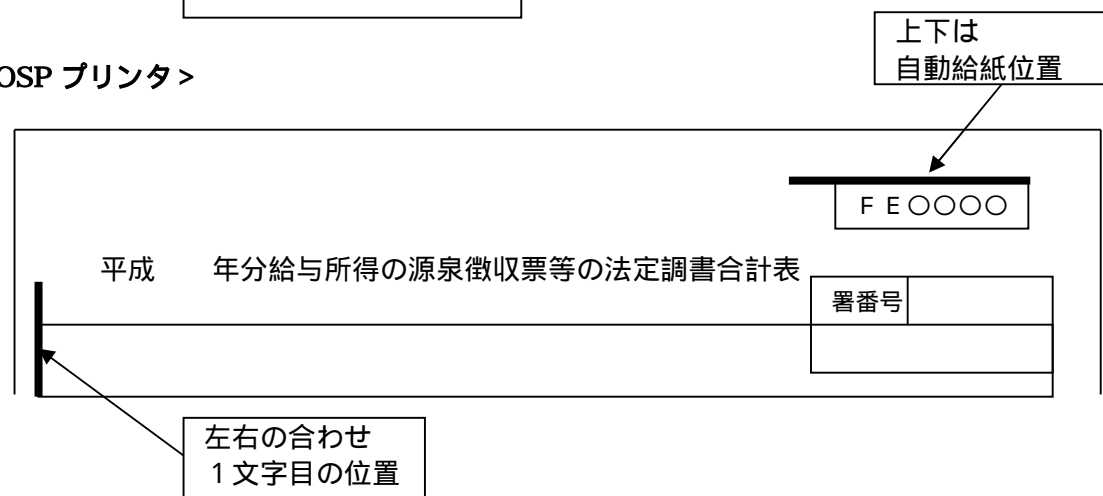 上下は
自動給紙位置
OSP プリンタ >
ＦＥ○○○○
平成　　年分給与所得の源泉徴収票等の法定調書合計表
署番号
左右の合わせ
１文字目の位置